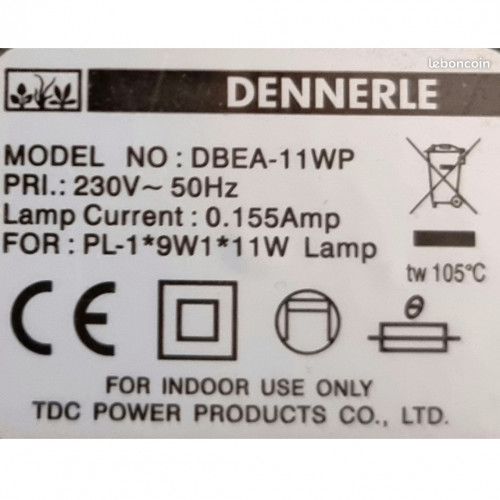 leboncoin
DENNERLE
MODEL NO : DBEA-11WP
PRI.: 230V~ 50Hz
Lamp Current : 0.155Amp
FOR : PL-1*9W1*11W Lamp
tw 105°C
CE
θ
FOR INDOOR USE ONLY
TDC POWER PRODUCTS CO., LTD.